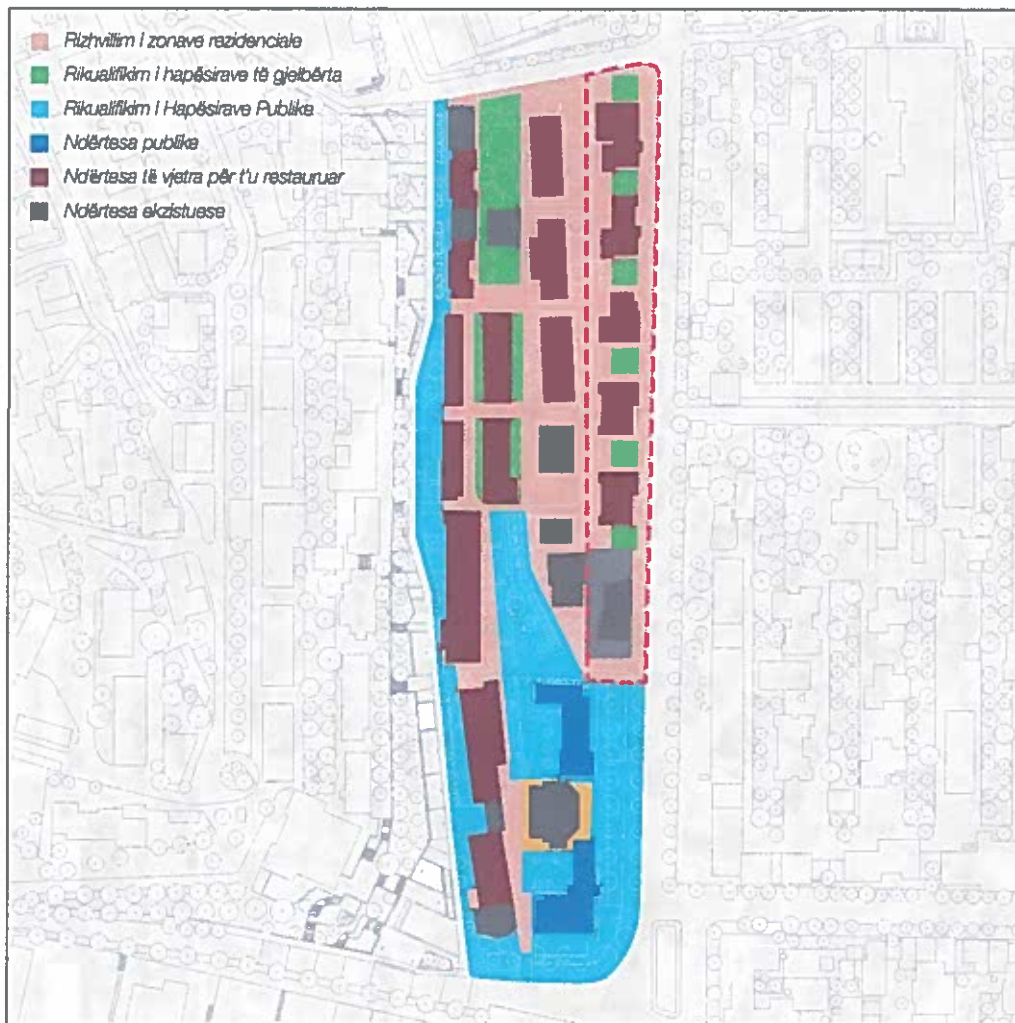 Rizhvillim i zonave rezidenciale
Rikualifikim i hapësirave të gjelbërta
Rikualifikim i Hapësirave Publike
Ndërtesa publike
Ndërtesa të vjetra për t'u restauruar
Ndërtesa ekzistuese